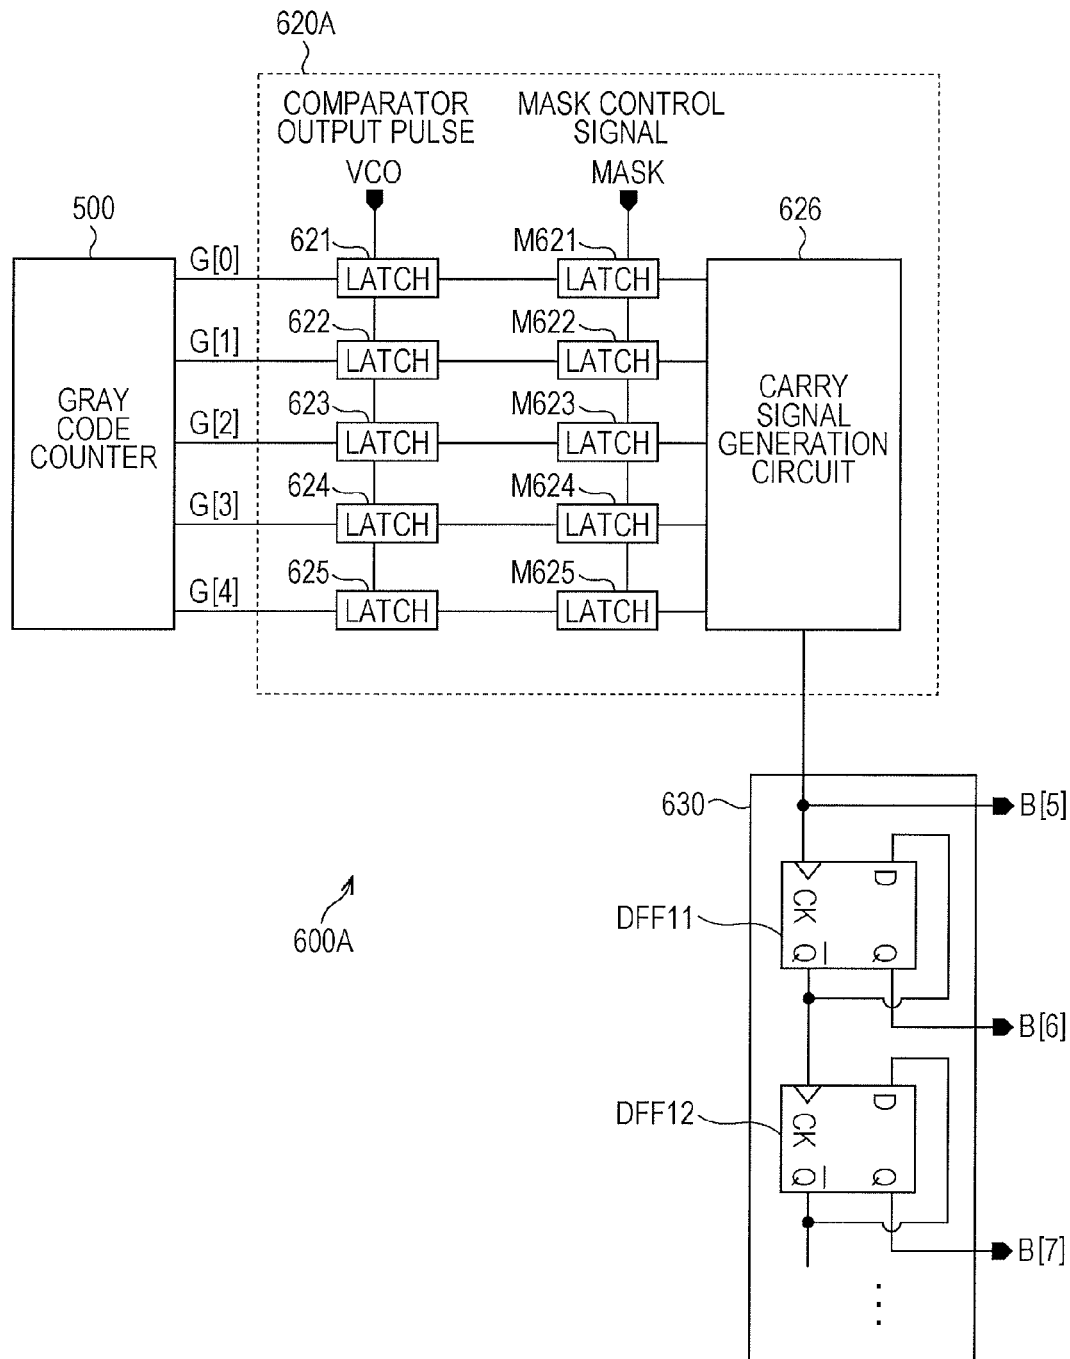 620A
COMPARATOR
OUTPUT PULSE
VCO
MASK CONTROL
SIGNAL
MASK
500
626
G[0]
621
LATCH
M621
LATCH
G[1]
622
LATCH
M622
LATCH
GRAY
CODE
COUNTER
G[2]
623
LATCH
M623
LATCH
CARRY
SIGNAL
GENERATION
CIRCUIT
G[3]
624
LATCH
M624
LATCH
G[4]
625
LATCH
M625
LATCH
630
B[5]
DFF11
CK
D
Q
Q
B[6]
600A
DFF12
CK
D
Q
Q
B[7]